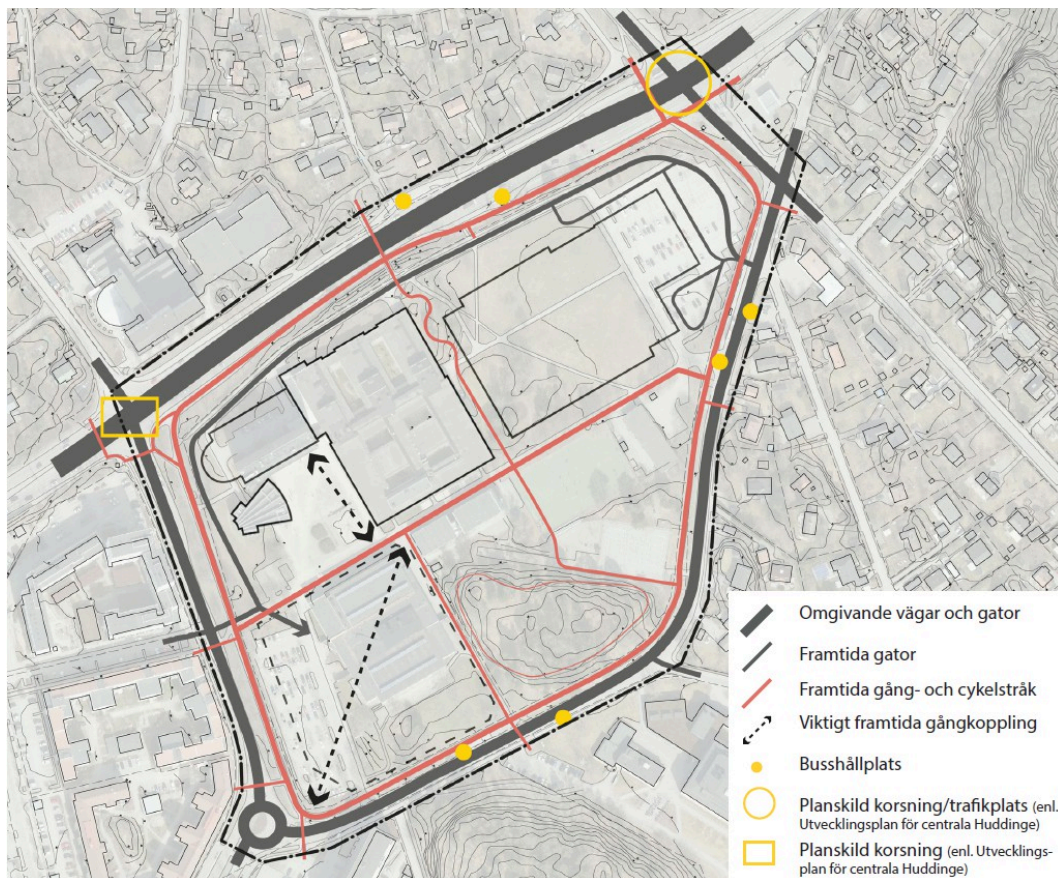 Omgivande vägar och gator
Framtida gator
Framtida gång- och cykelstråk
Viktigt framtida gångkoppling
Busshållplats
Planskild korsning/trafikplats (enl.
Utvecklingsplan för centrala Huddinge)
Planskild korsning (enl. Utvecklings-
plan för centrala Huddinge)